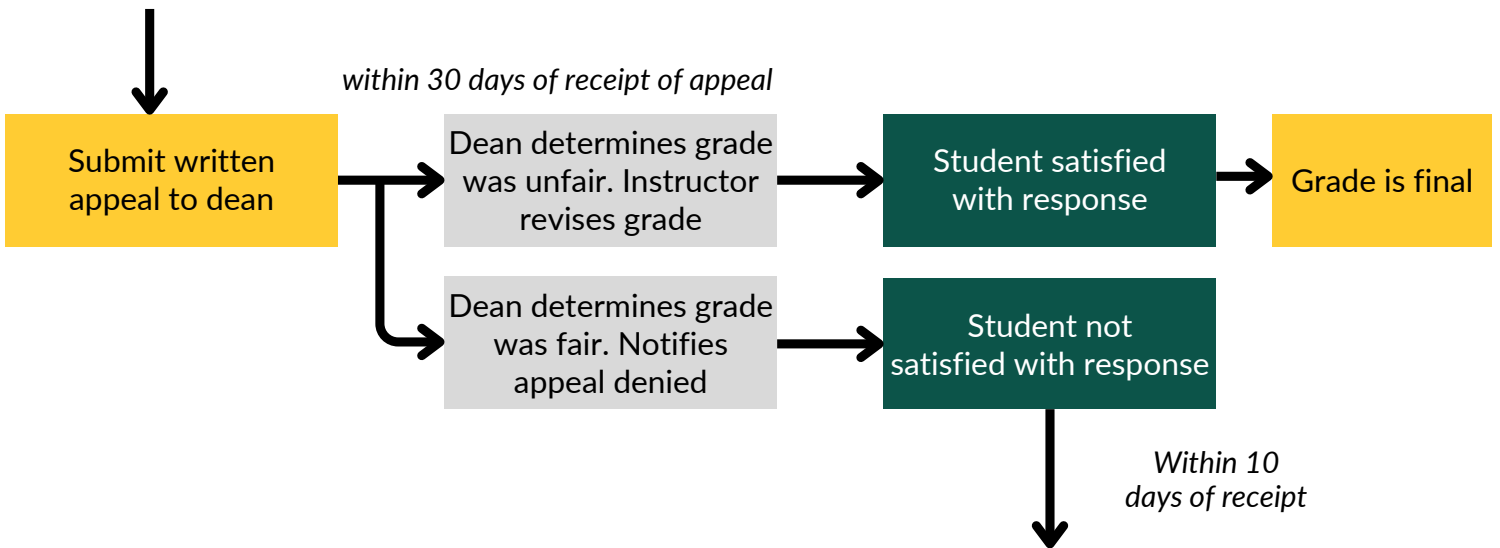 within 30 days of receipt of appeal
Submit written
appeal to dean
Dean determines grade
was unfair. Instructor
revises grade
Student satisfied
with response
Grade is final
Dean determines grade
was fair. Notifies
appeal denied
Student not
satisfied with response
Within 10
days of receipt